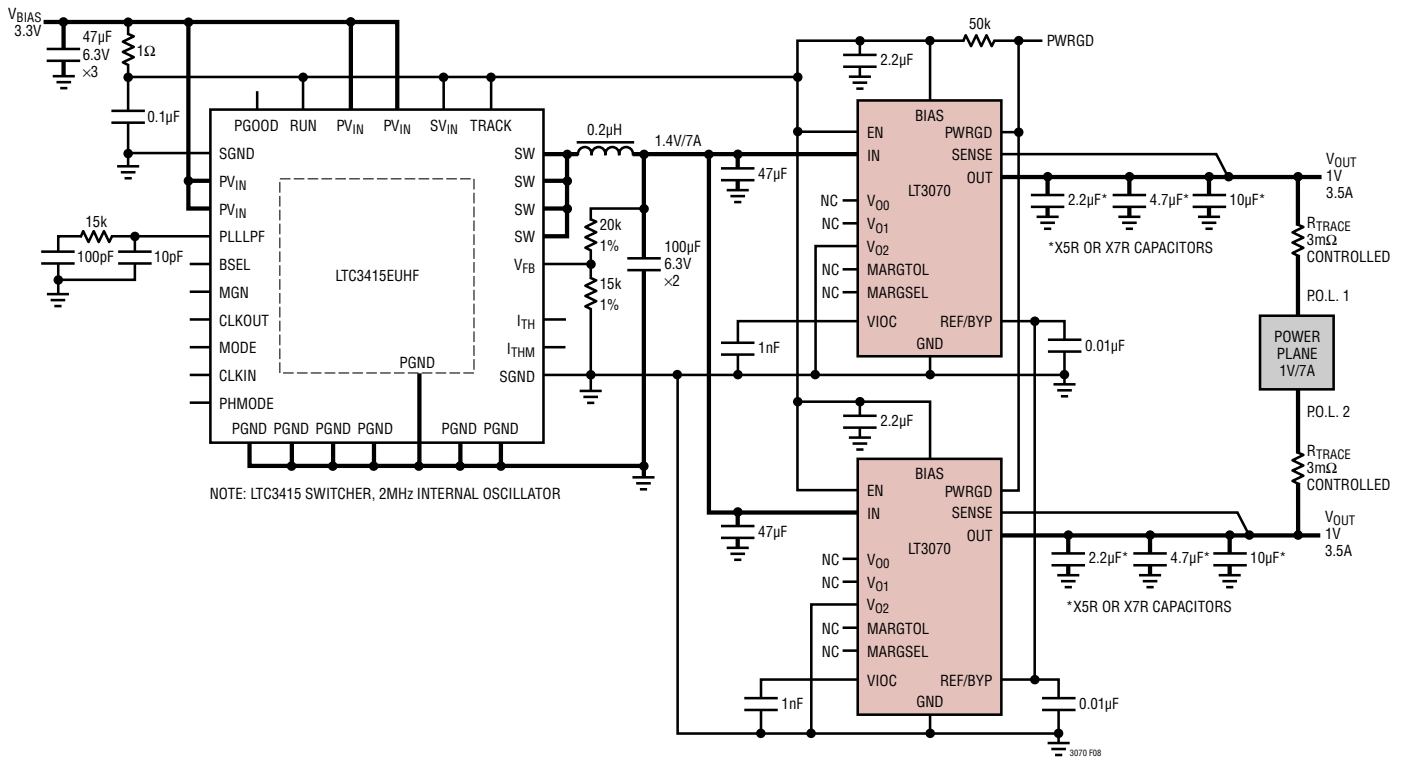 VBIAS
3.3V
47µF
6.3V
×3
1Ω
0.1µF
PGOOD RUN PVIN PVIN SVIN TRACK
SGND
PVIN
PVIN
PLLLPF
BSEL
MGN
CLKOUT
MODE
CLKIN
PHMODE
15k
100pF
10pF
LTC3415EUHF
PGND
PGND PGND PGND PGND PGND PGND
SW
SW
SW
SW
VFB
ITH
ITHM
SGND
NOTE: LTC3415 SWITCHER, 2MHz INTERNAL OSCILLATOR
0.2µH
1.4V/7A
20k
1%
15k
1%
100µF
6.3V
×2
47µF
2.2µF
50k
PWRGD
BIAS
EN
PWRGD
IN
SENSE
LT3070
OUT
NC
VO0
NC
VO1
VO2
NC
MARGTOL
NC
MARGSEL
VIOC
REF/BYP
GND
1nF
0.01µF
2.2µF* 4.7µF* 10µF*
*X5R OR X7R CAPACITORS
VOUT
1V
3.5A
RTRACE
3mΩ
CONTROLLED
P.O.L. 1
POWER
PLANE
1V/7A
P.O.L. 2
RTRACE
3mΩ
CONTROLLED
VOUT
1V
3.5A
2.2µF
BIAS
EN
PWRGD
IN
SENSE
LT3070
OUT
47µF
NC
VO0
NC
VO1
VO2
NC
MARGTOL
NC
MARGSEL
VIOC
REF/BYP
GND
1nF
0.01µF
2.2µF* 4.7µF* 10µF*
*X5R OR X7R CAPACITORS
3070 F08